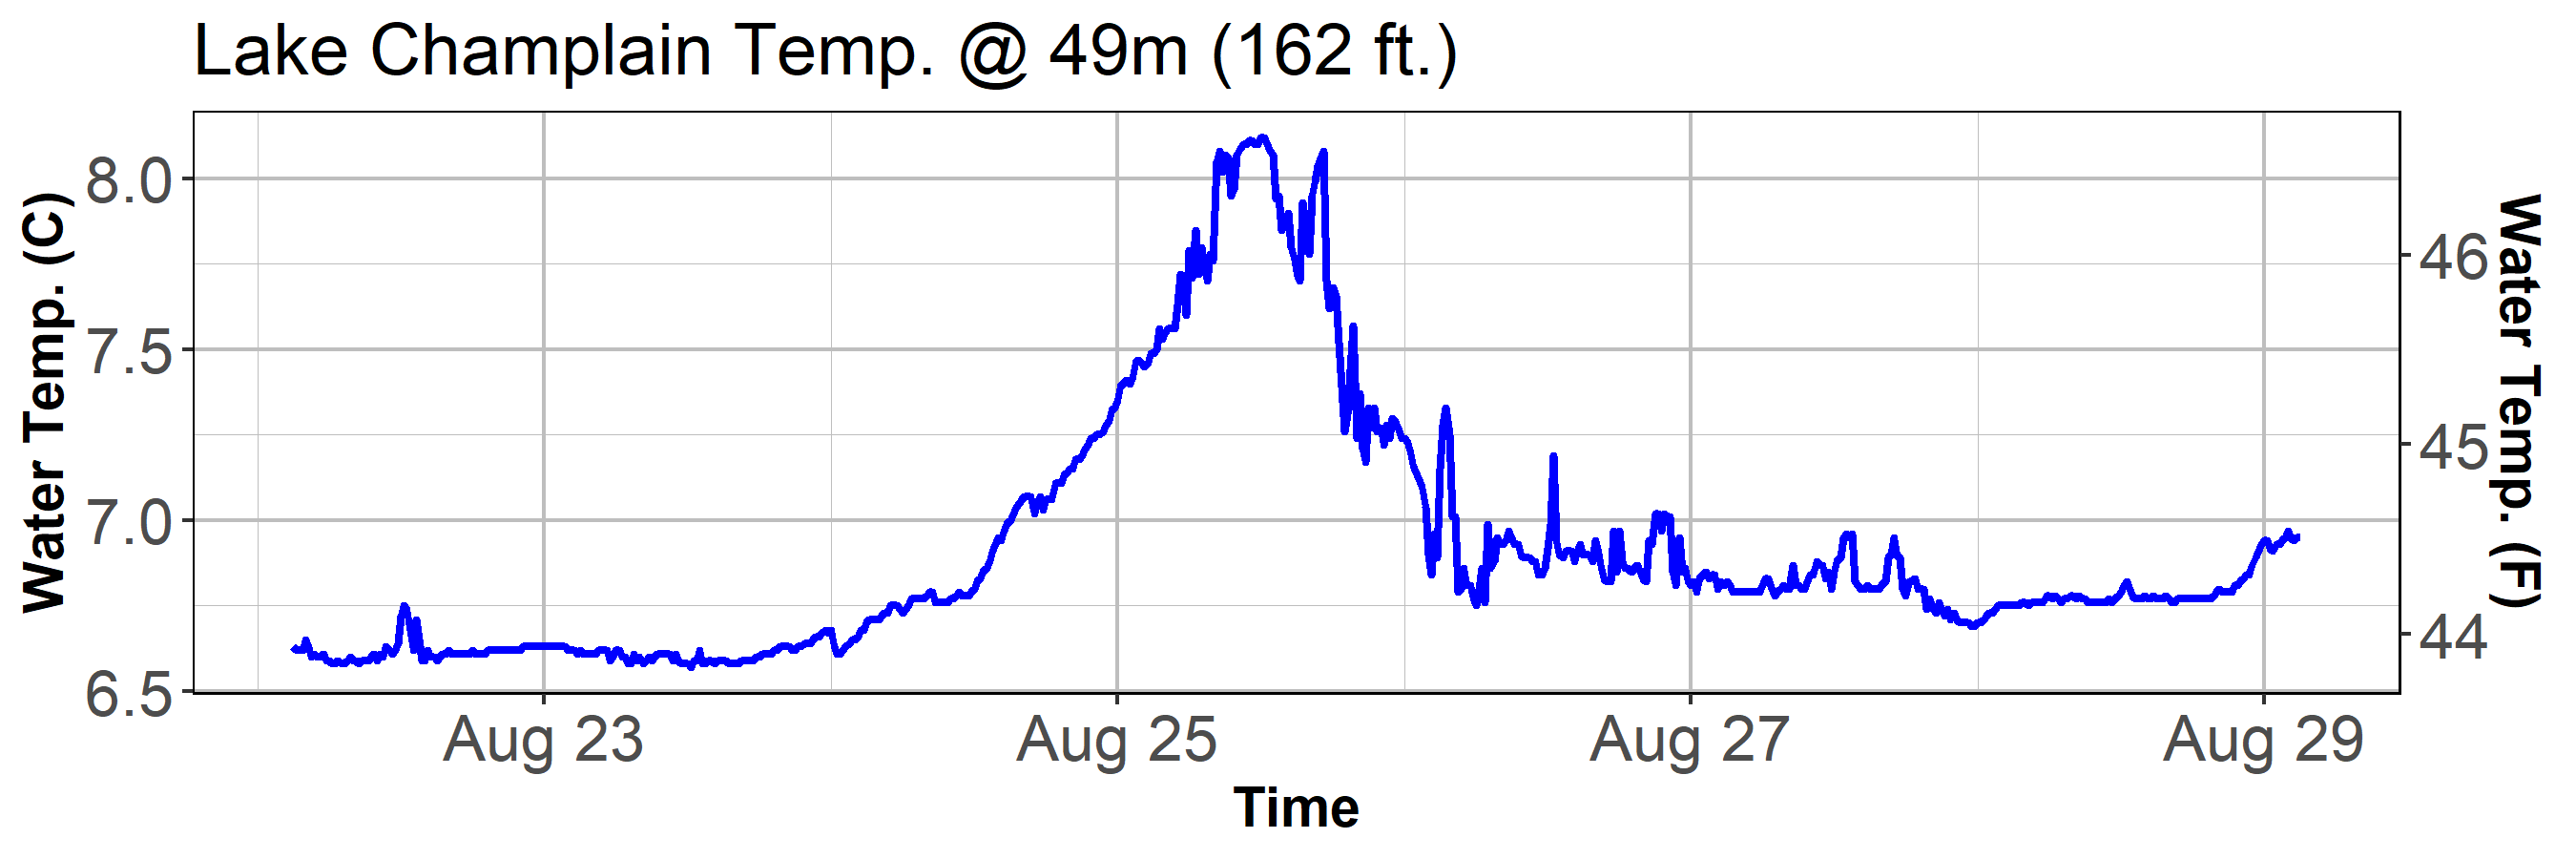 Lake Champlain Temp. @ 49m (162 ft.)
Water Temp. (C)
8.0
7.5
7.0
6.5
46
45
44
Water Temp. (F)
Aug 23 Aug 25 Aug 27 Aug 29
Time